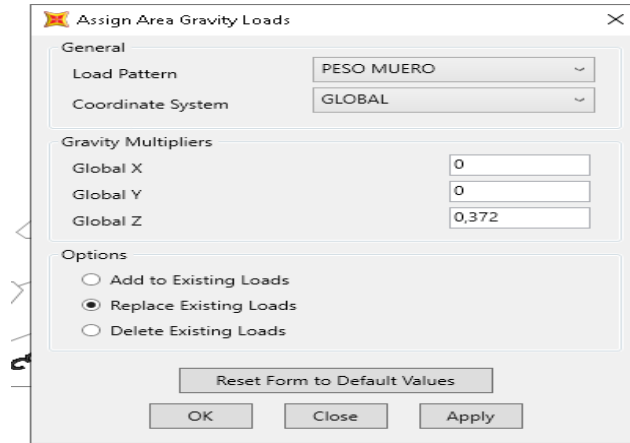 Assign Area Gravity Loads
General
Load Pattern PESO MUERO
Coordinate System GLOBAL
Gravity Multipliers
Global X 0
Global Y 0
Global Z 0,372
Options
Add to Existing Loads
Replace Existing Loads
Delete Existing Loads
Reset Form to Default Values
OK Close Apply